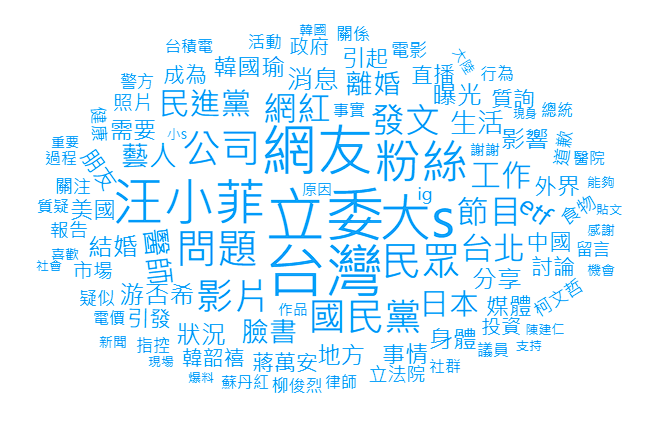 韓國 關係
台積電 活動 政府 引起 電影 大陸
警方 成為 韓國瑜 消息 離婚 直播 行為
照片 民進黨 網紅 事實 發文 曝光 質詢 現身 總統
健康 需要 小s 網友 粉絲 生活 影響 道歉
重要 過程 朋友 藝人 公司 謝謝 醫院
關注 汪小菲 立委 原因 ig 大s 工作 外界 能夠
質疑 美國 節目 etf 食物 貼文
報告 結婚 醫師 問題 台灣 民眾 台北 中國 留言 感謝
喜歡 社會 市場 分享 討論 機會
疑似 游否希 影片 作品 國民黨 日本 媒體 柯文哲
電價 引發 狀況 臉書 身體 投資 陳建仁
新聞 指控 韓韶禧 蔣萬安 地方 事情 議員 支持
現場 立法院 社群
爆料 蘇丹紅 柳俊烈 律師